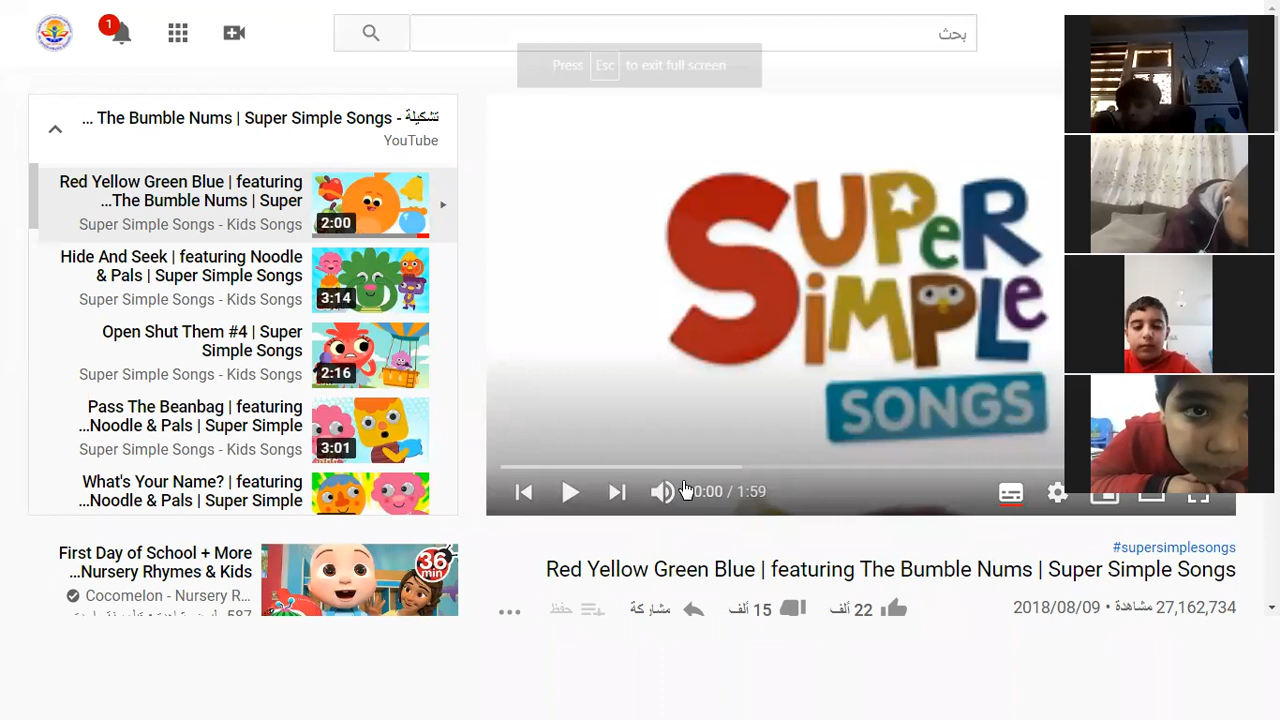 1
بحث
Press Esc to exit full screen
تشكيلة - The Bumble Nums | Super Simple Songs ...
YouTube
Red Yellow Green Blue | featuring
...The Bumble Nums | Super
Super Simple Songs - Kids Songs
2:00
Hide And Seek | featuring Noodle
& Pals | Super Simple Songs
Super Simple Songs - Kids Songs
3:14
Open Shut Them #4 | Super
Simple Songs
Super Simple Songs - Kids Songs
2:16
Pass The Beanbag | featuring
...Noodle & Pals | Super Simple
Super Simple Songs - Kids Songs
3:01
What's Your Name? | featuring
...Noodle & Pals | Super Simple
First Day of School + More
...Nursery Rhymes & Kids
Cocomelon - Nursery R...
36 min
SUPER
SiMPLe
SONGS
0:00 / 1:59
#supersimplesongs
Red Yellow Green Blue | featuring The Bumble Nums | Super Simple Songs
27,162,734 مشاهدة • 2018/08/09
22 ألف
15 ألف
مشاركة
حفظ